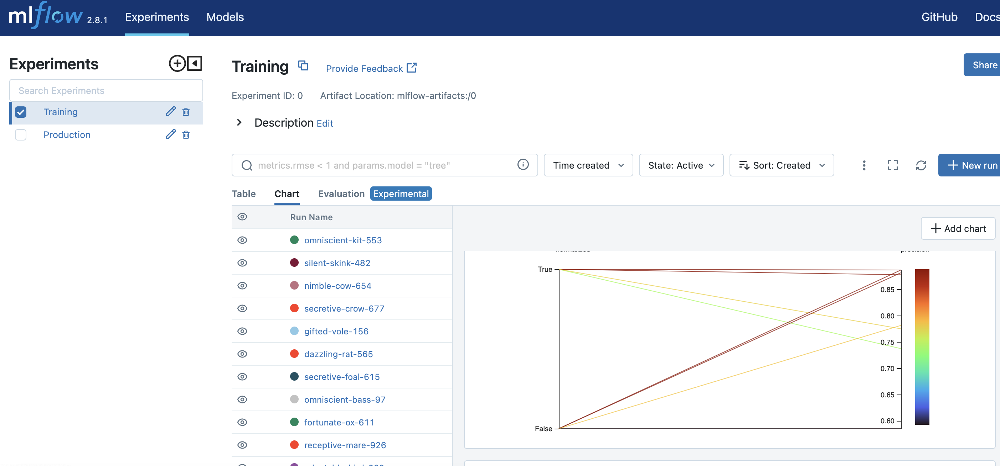 mlflow 2.8.1 Experiments Models GitHub Docs
Experiments
Search Experiments
Training
Production
Training Provide Feedback Share
Experiment ID: 0 Artifact Location: mlflow-artifacts:/0
Description Edit
metrics.rmse < 1 and params.model = "tree" Time created State: Active Sort: Created New run
Table Chart Evaluation Experimental
Run Name
omniscient-kit-553
silent-skink-482
nimble-cow-654
secretive-crow-677
gifted-vole-156
dazzling-rat-565
secretive-foal-615
omniscient-bass-97
fortunate-ox-611
receptive-mare-926
Add chart
normalized precision
True
0.85
0.80
0.75
0.70
0.65
0.60
False